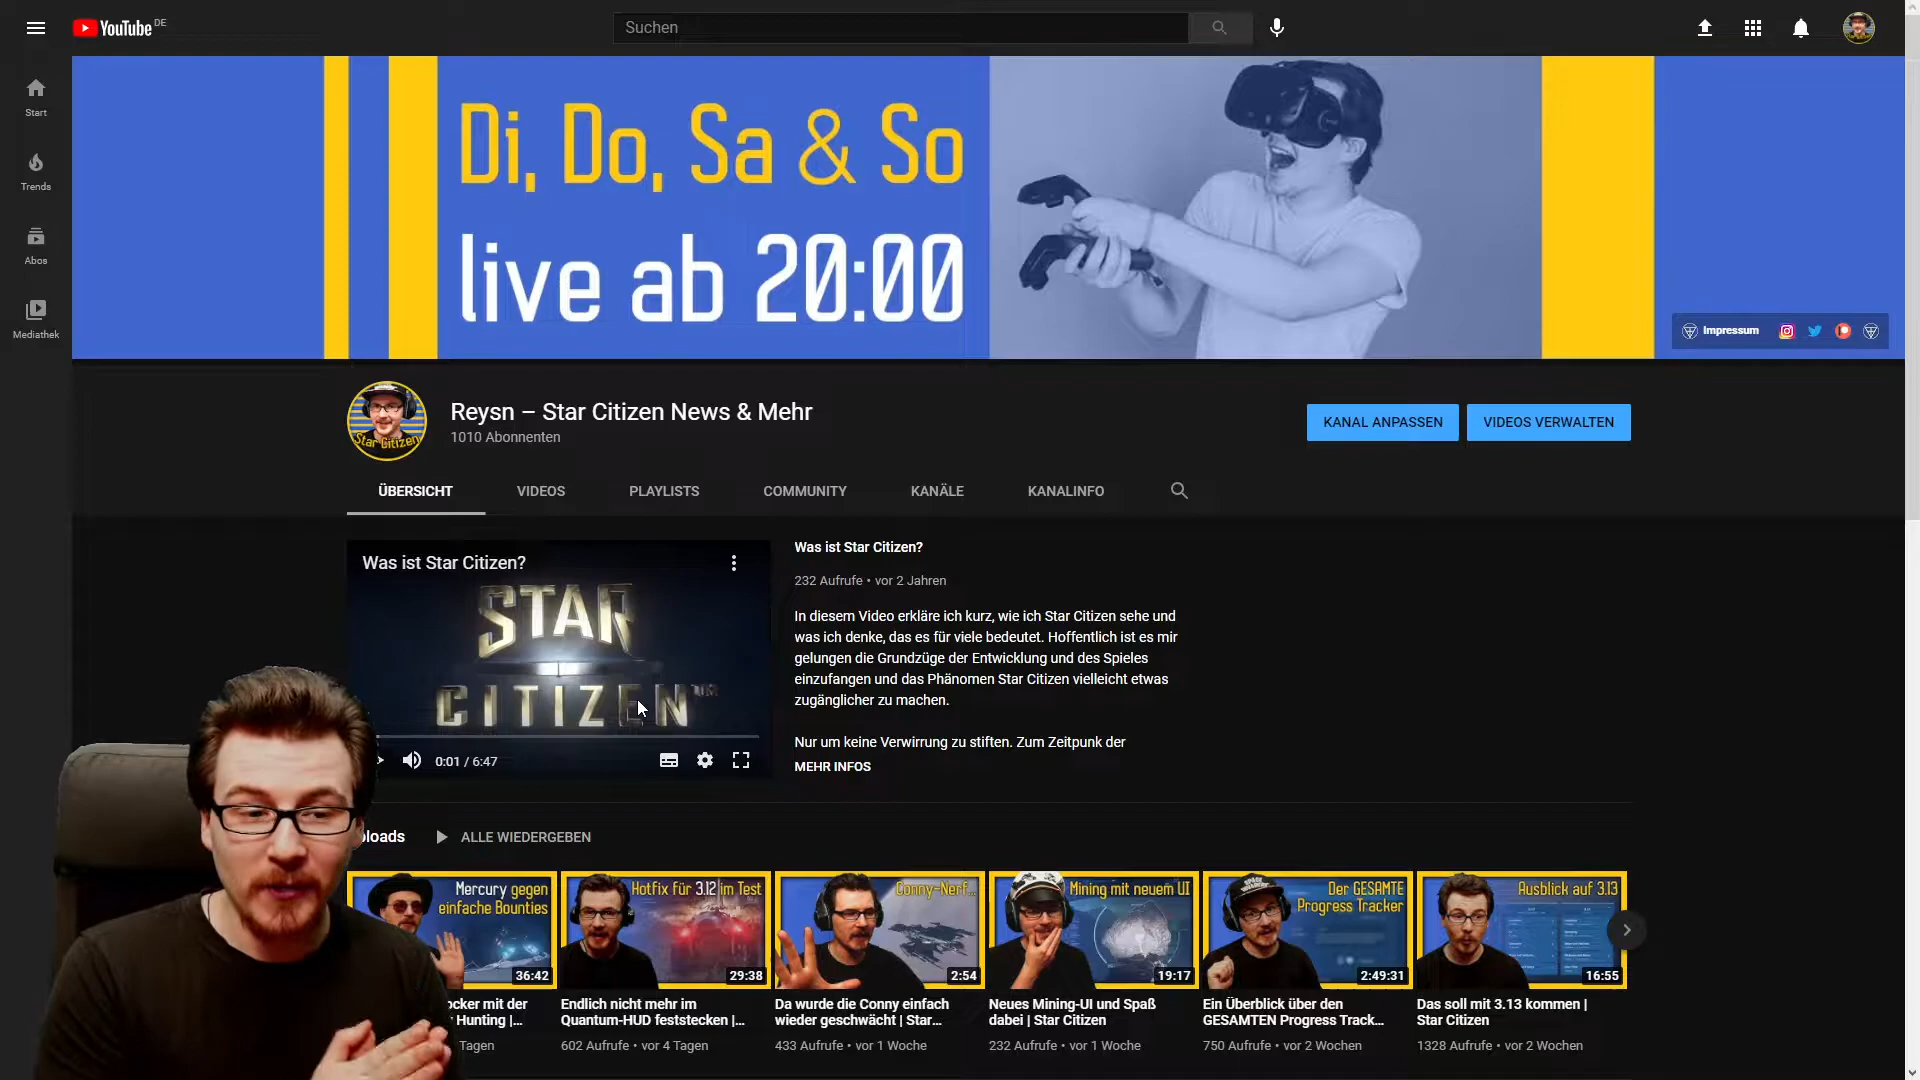 YouTube DE
Suchen
Start
Trends
Abos
Mediathek
Di, Do, Sa & So
live ab 20:00
Impressum
Reysn – Star Citizen News & Mehr
1010 Abonnenten
KANAL ANPASSEN
VIDEOS VERWALTEN
ÜBERSICHT
VIDEOS
PLAYLISTS
COMMUNITY
KANÄLE
KANALINFO
Was ist Star Citizen?
STAR
CITIZEN™
0:01 / 6:47
Was ist Star Citizen?
232 Aufrufe • vor 2 Jahren
In diesem Video erkläre ich kurz, wie ich Star Citizen sehe und
was ich denke, das es für viele bedeutet. Hoffentlich ist es mir
gelungen die Grundzüge der Entwicklung und des Spieles
einzufangen und das Phänomen Star Citizen vielleicht etwas
zugänglicher zu machen.
Nur um keine Verwirrung zu stiften. Zum Zeitpunk der
MEHR INFOS
ploads
ALLE WIEDERGEBEN
Mercury gegen
einfache Bounties
36:42
Hotfix für 3.12 im Test
29:38
Conny-Nerf...
2:54
Mining mit neuem UI
19:17
Der GESAMTE
Progress Tracker
2:49:31
Ausblick auf 3.13
16:55
ocker mit der
Hunting |...
Tagen
Endlich nicht mehr im
Quantum-HUD feststecken |...
602 Aufrufe • vor 4 Tagen
Da wurde die Conny einfach
wieder geschwächt | Star...
433 Aufrufe • vor 1 Woche
Neues Mining-UI und Spaß
dabei | Star Citizen
232 Aufrufe • vor 1 Woche
Ein Überblick über den
GESAMTEN Progress Track...
750 Aufrufe • vor 2 Wochen
Das soll mit 3.13 kommen |
Star Citizen
1328 Aufrufe • vor 2 Wochen